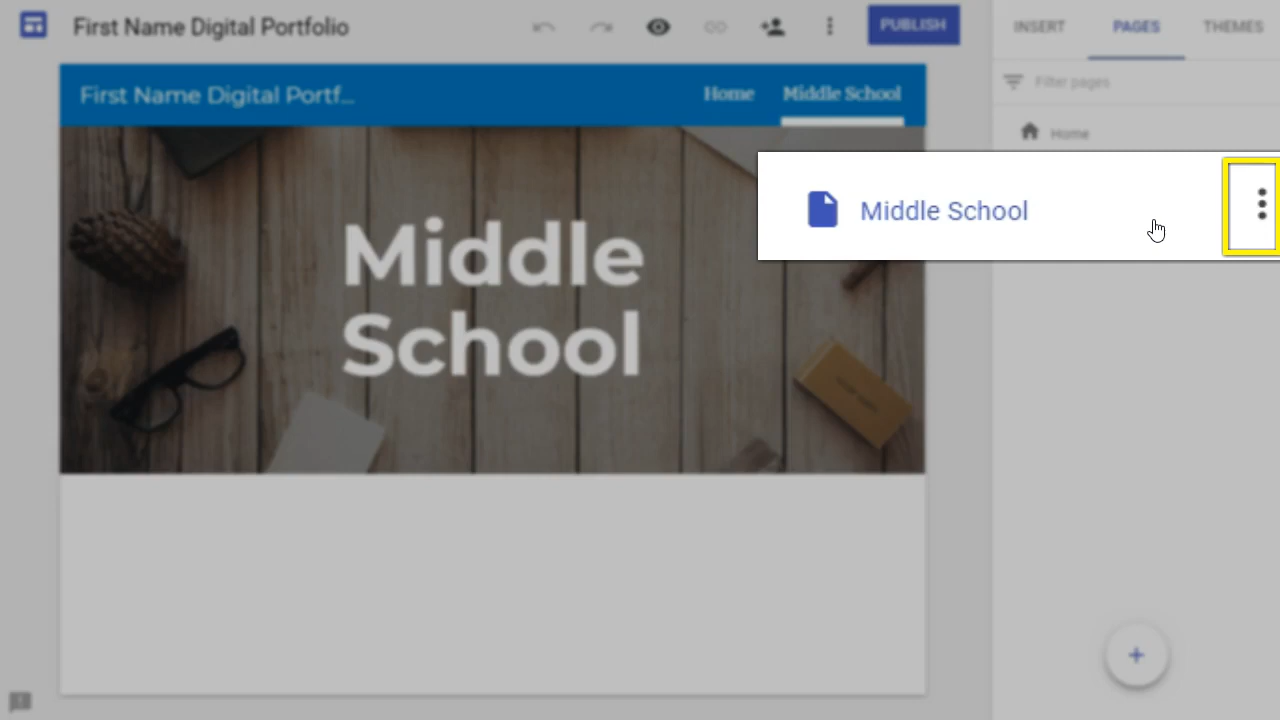 First Name Digital Portfolio
PUBLISH
INSERT
PAGES
THEMES
First Name Digital Portf...
Home
Middle School
Filter pages
Home
Middle School
Middle
School